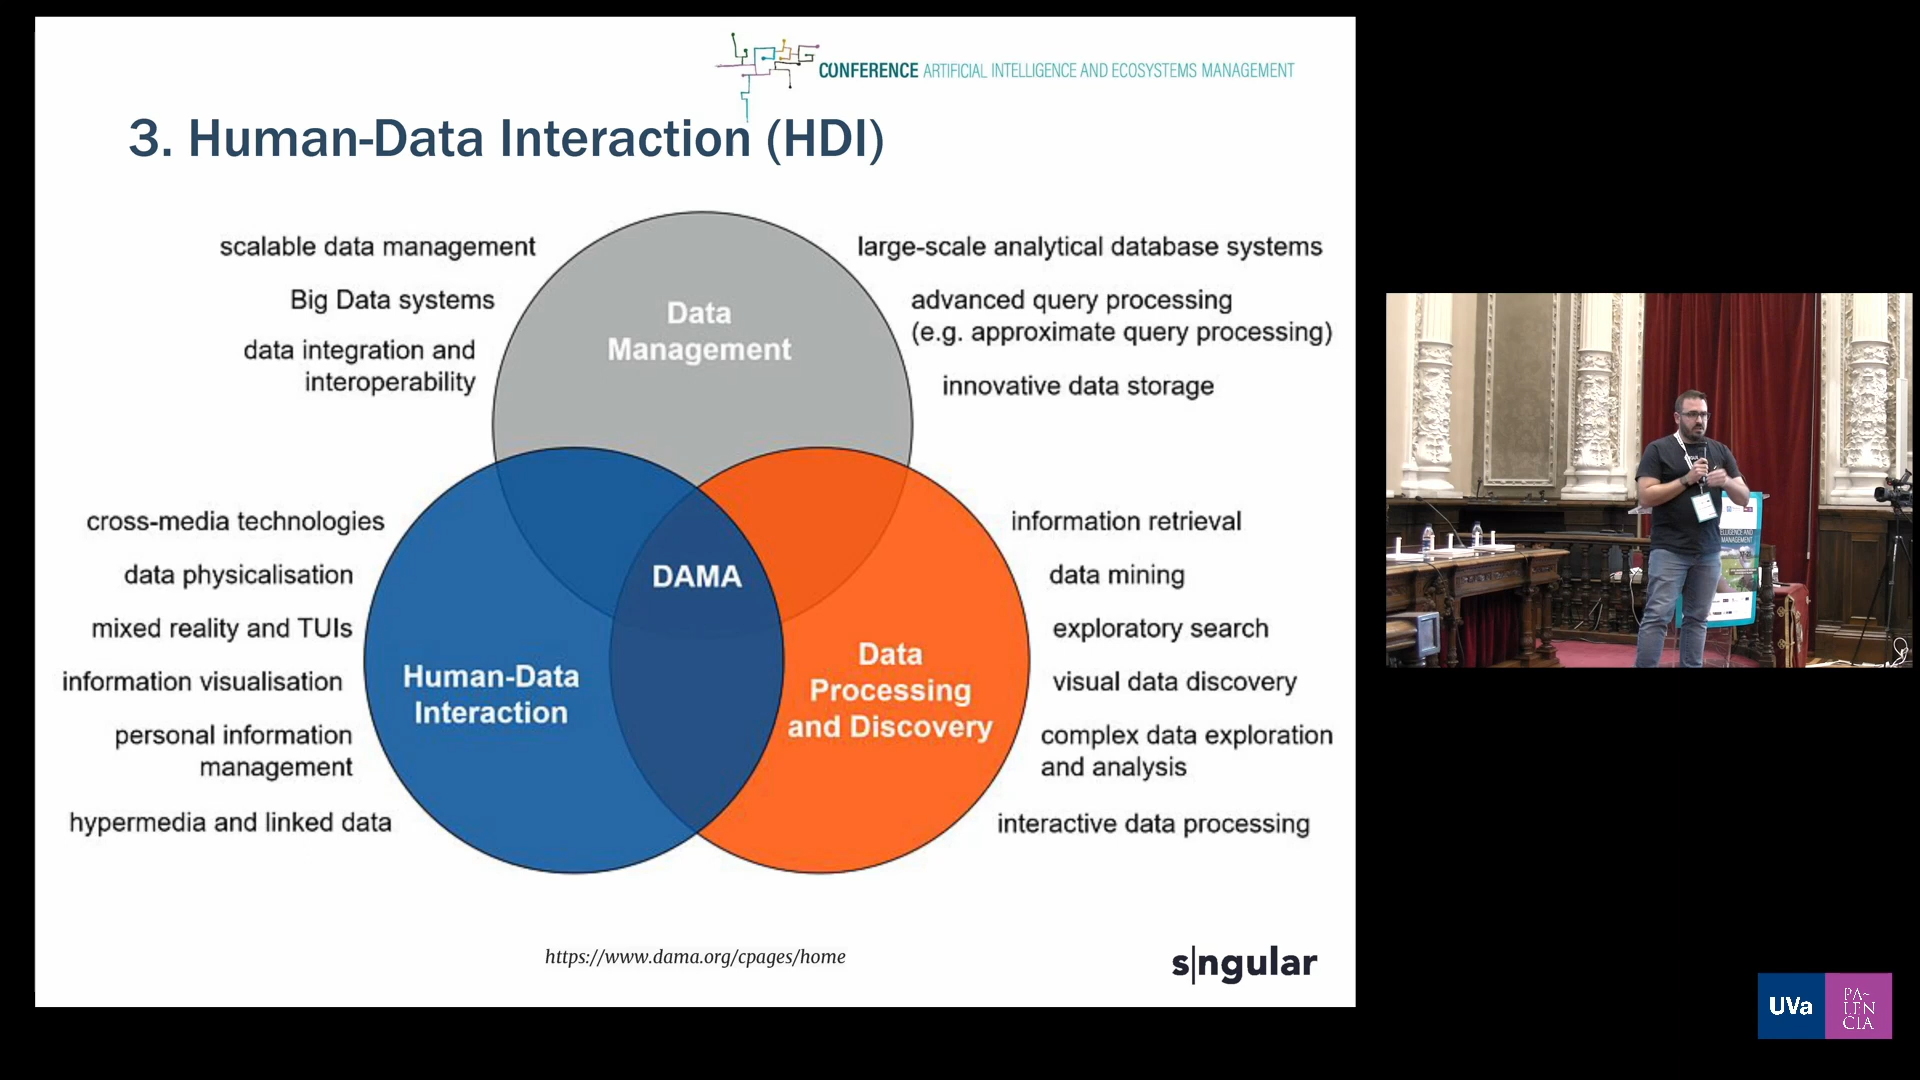 CONFERENCE ARTIFICIAL INTELLIGENCE AND ECOSYSTEMS MANAGEMENT
3. Human-Data Interaction (HDI)
scalable data management
Big Data systems
data integration and
interoperability
Data
Management
large-scale analytical database systems
advanced query processing
(e.g. approximate query processing)
innovative data storage
cross-media technologies
data physicalisation
mixed reality and TUIs
information visualisation
personal information
management
hypermedia and linked data
DAMA
Human-Data
Interaction
Data
Processing
and Discovery
information retrieval
data mining
exploratory search
visual data discovery
complex data exploration
and analysis
interactive data processing
https://www.dama.org/cpages/home
s|ngular
UVa
PA-
LEN
CIA